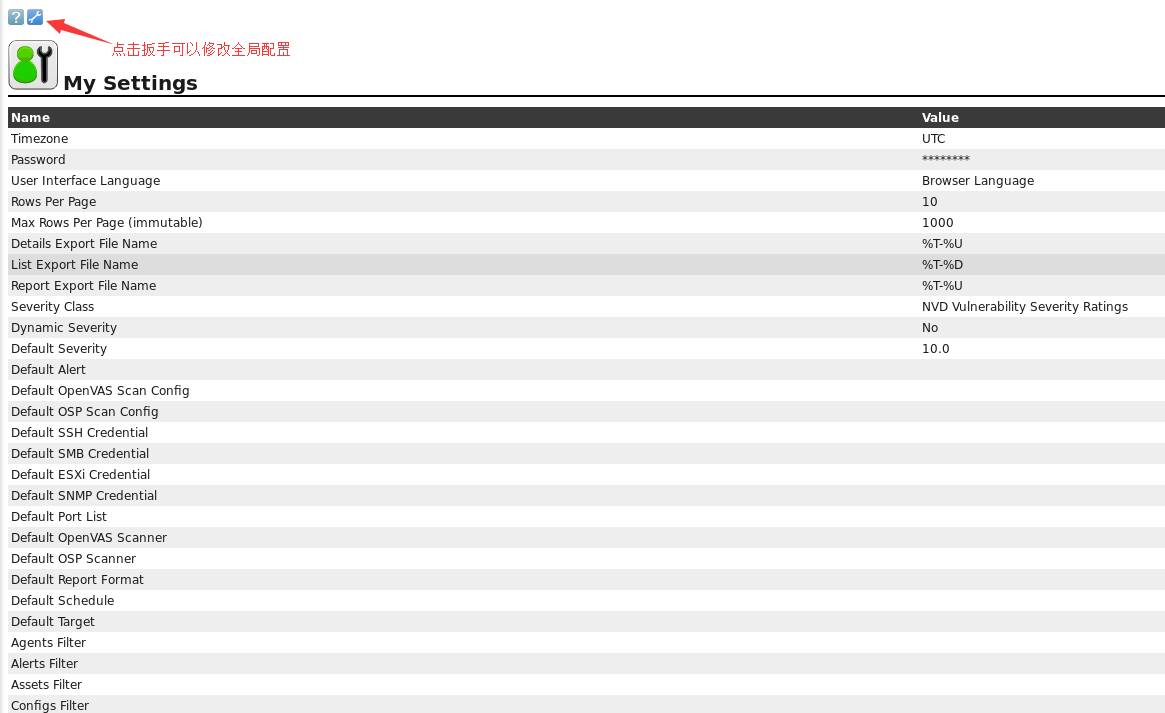 ?
点击扳手可以修改全局配置
My Settings
Name Value
Timezone UTC
Password ********
User Interface Language Browser Language
Rows Per Page 10
Max Rows Per Page (immutable) 1000
Details Export File Name %T-%U
List Export File Name %T-%D
Report Export File Name %T-%U
Severity Class NVD Vulnerability Severity Ratings
Dynamic Severity No
Default Severity 10.0
Default Alert
Default OpenVAS Scan Config
Default OSP Scan Config
Default SSH Credential
Default SMB Credential
Default ESXi Credential
Default SNMP Credential
Default Port List
Default OpenVAS Scanner
Default OSP Scanner
Default Report Format
Default Schedule
Default Target
Agents Filter
Alerts Filter
Assets Filter
Configs Filter